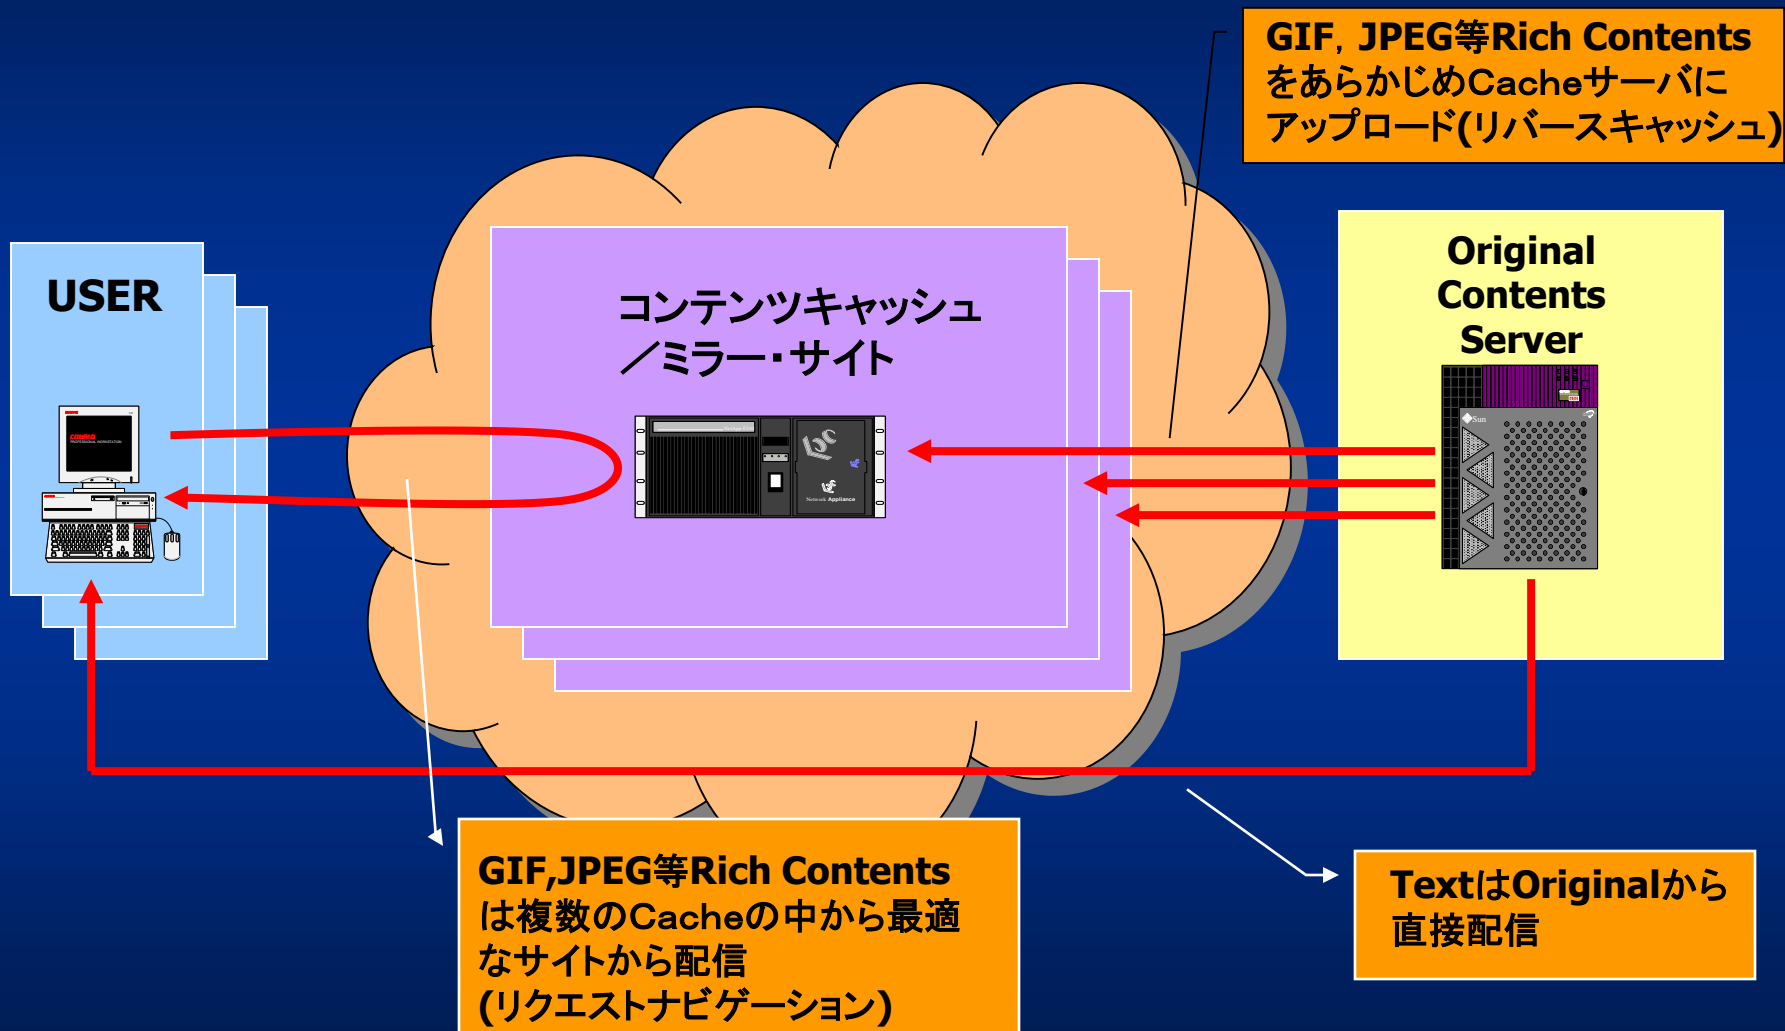 GIF，JPEG等Rich Contents
をあらかじめCacheサーバに
アップロード(リバースキャッシュ)
USER
コンテンツキャッシュ
／ミラー・サイト
Original
Contents
Server
Sun
COMPAQ
PROFESSIONAL WORKSTATION
Network Appliance
GIF,JPEG等Rich Contents
は複数のCacheの中から最適
なサイトから配信
(リクエストナビゲーション)
TextはOriginalから
直接配信